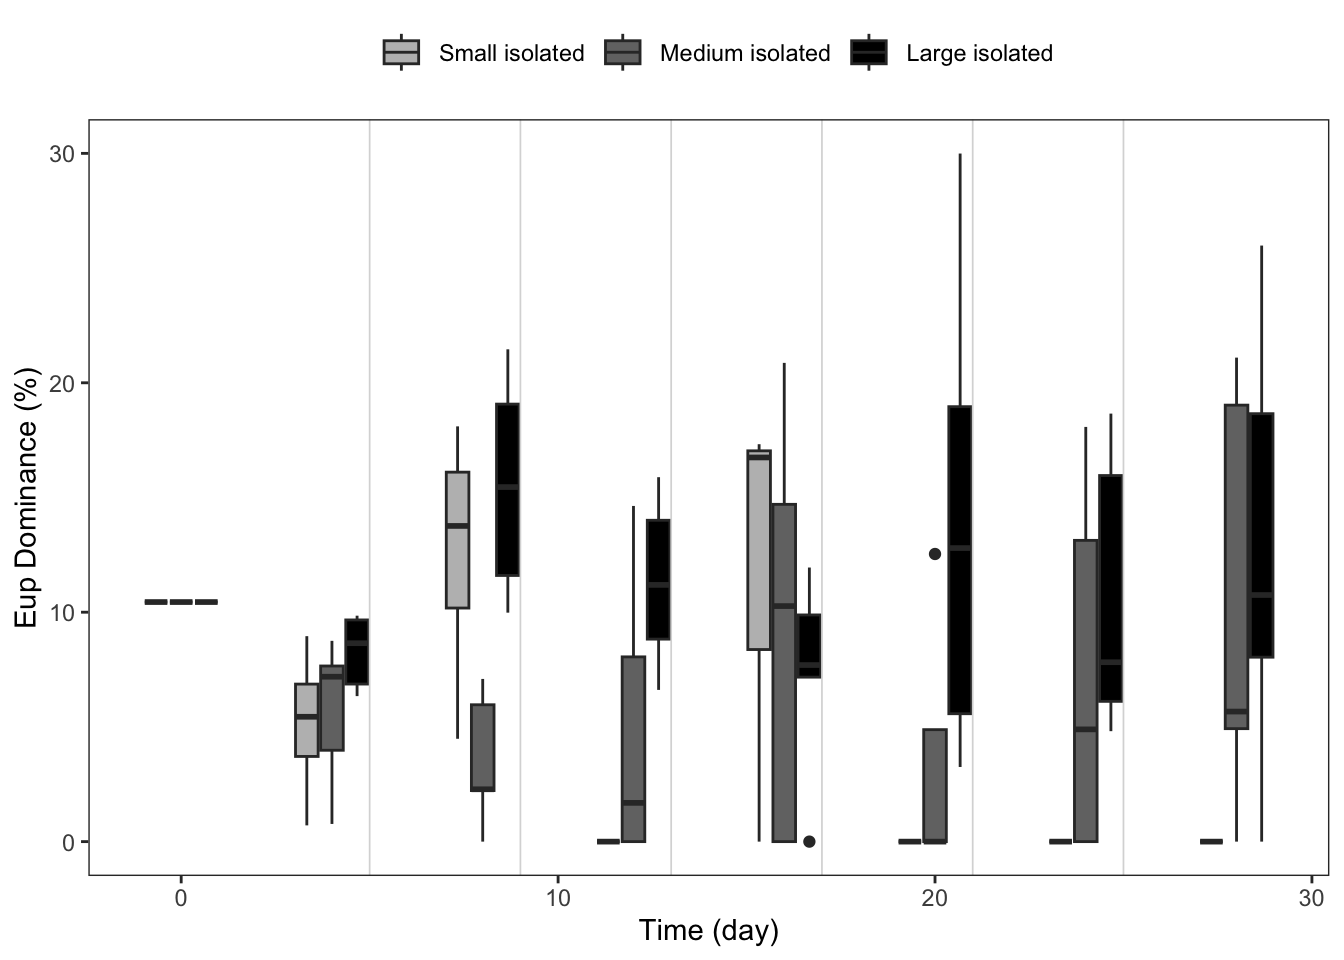 Small isolated Medium isolated Large isolated
Eup Dominance (%)
30
20
10
0
0 10 20 30
Time (day)